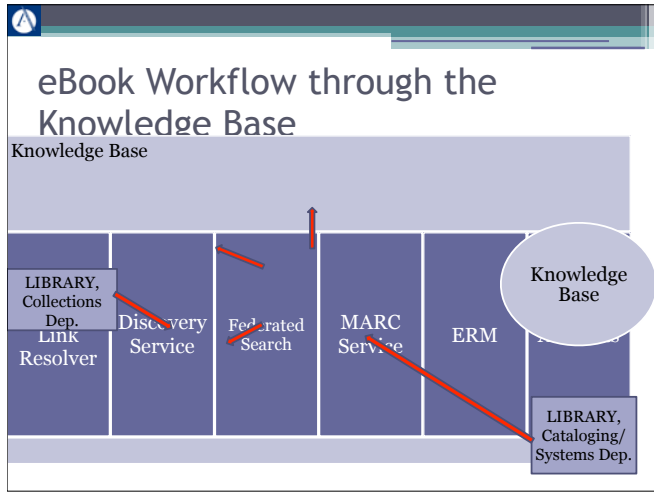 eBook Workflow through the
Knowledge Base
Knowledge Base
LIBRARY,
Collections
Dep.
Link
Resolver
Discovery
Service
Federated
Search
MARC
Service
ERM
Knowledge
Base
LIBRARY,
Cataloging/
Systems Dep.